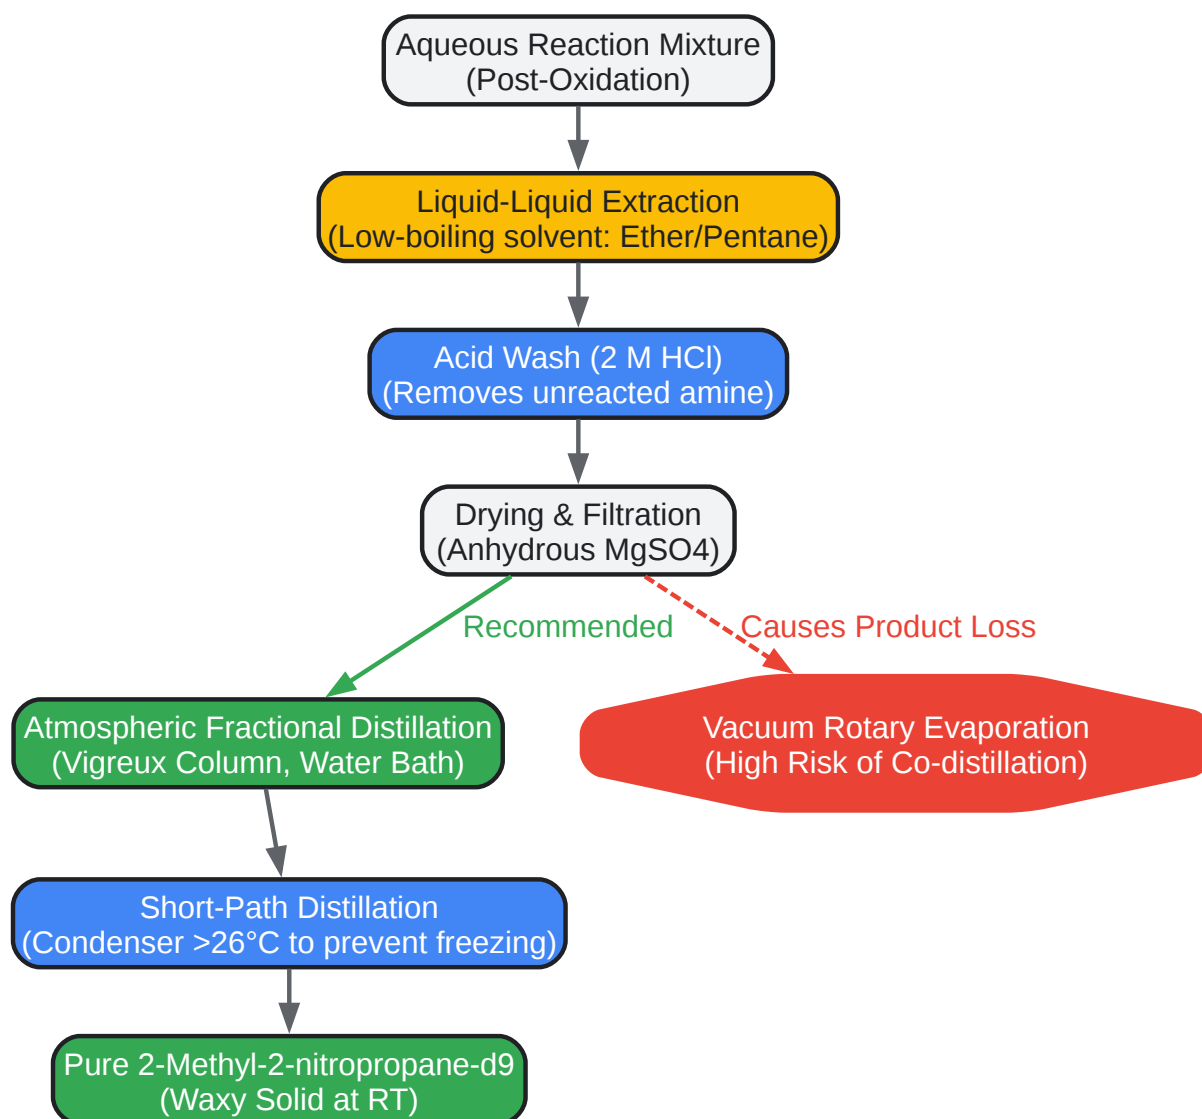 Aqueous Reaction Mixture
(Post-Oxidation)
Liquid-Liquid Extraction
(Low-boiling solvent: Ether/Pentane)
Acid Wash (2 M HCl)
(Removes unreacted amine)
Drying & Filtration
(Anhydrous MgSO4)
Recommended
Causes Product Loss
Atmospheric Fractional Distillation
(Vigreux Column, Water Bath)
Vacuum Rotary Evaporation
(High Risk of Co-distillation)
Short-Path Distillation
(Condenser >26°C to prevent freezing)
Pure 2-Methyl-2-nitropropane-d9
(Waxy Solid at RT)